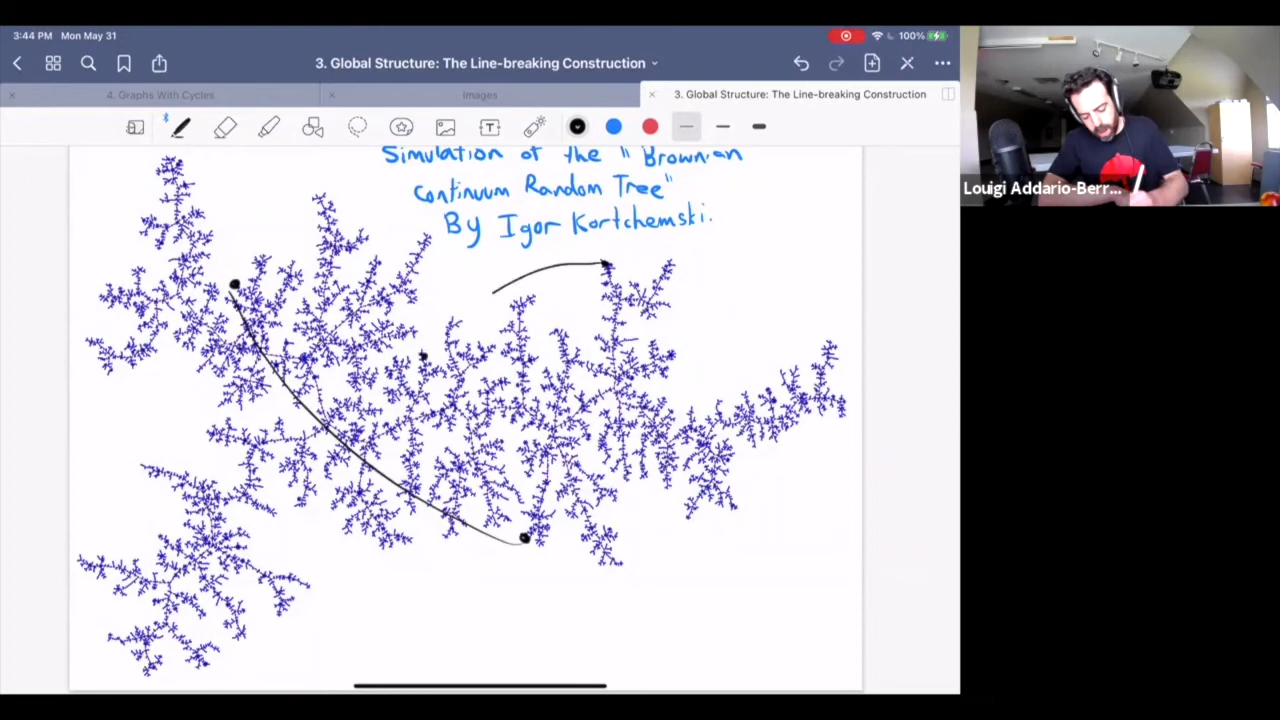 3:44 PM Mon May 31
100%
3. Global Structure: The Line-breaking Construction
4. Graphs With Cycles
Images
3. Global Structure: The Line-breaking Construction
Louigi Addario-Berr...
Simulation of the "Brownian
Continuum Random Tree"
By Igor Kortchemski.